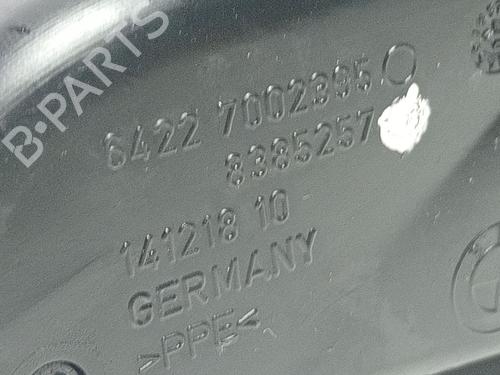 B-PARTS
6422 7002395
8385257
141218 10
GERMANY
>PPE<